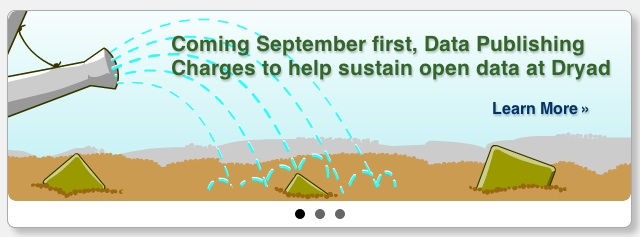 Coming September first, Data Publishing
Charges to help sustain open data at Dryad
Learn More »